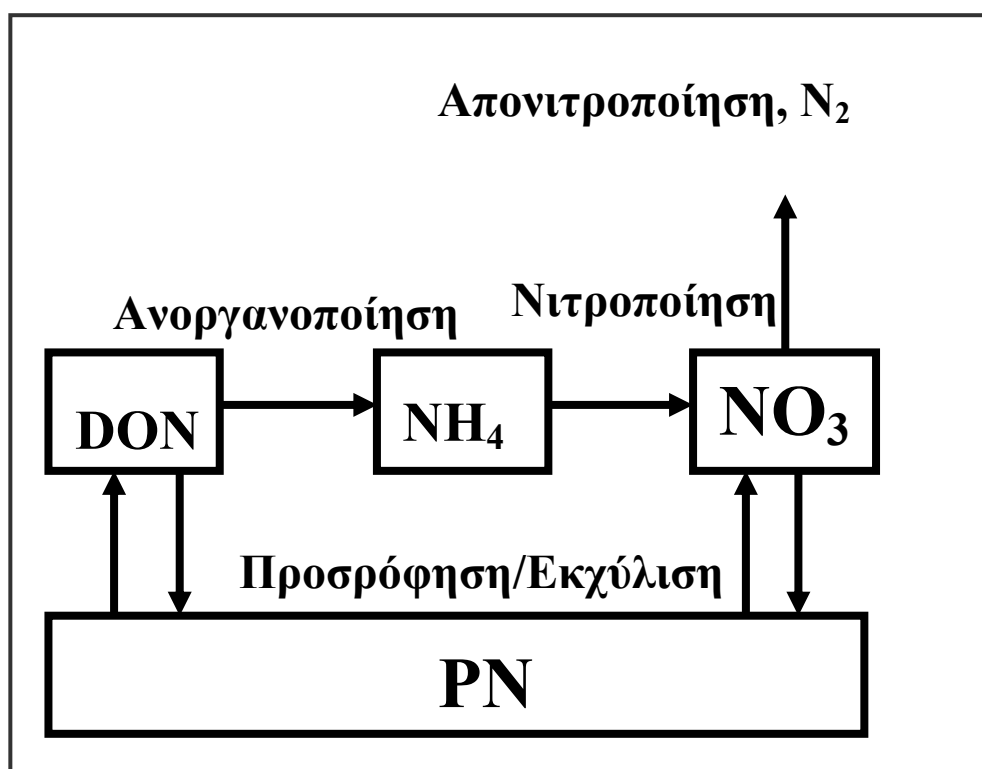 Απονιτροποίηση, N₂
Ανοργανοποίηση
Νιτροποίηση
DON
NH₄
NO₃
Προσρόφηση/Εκχύλιση
PN